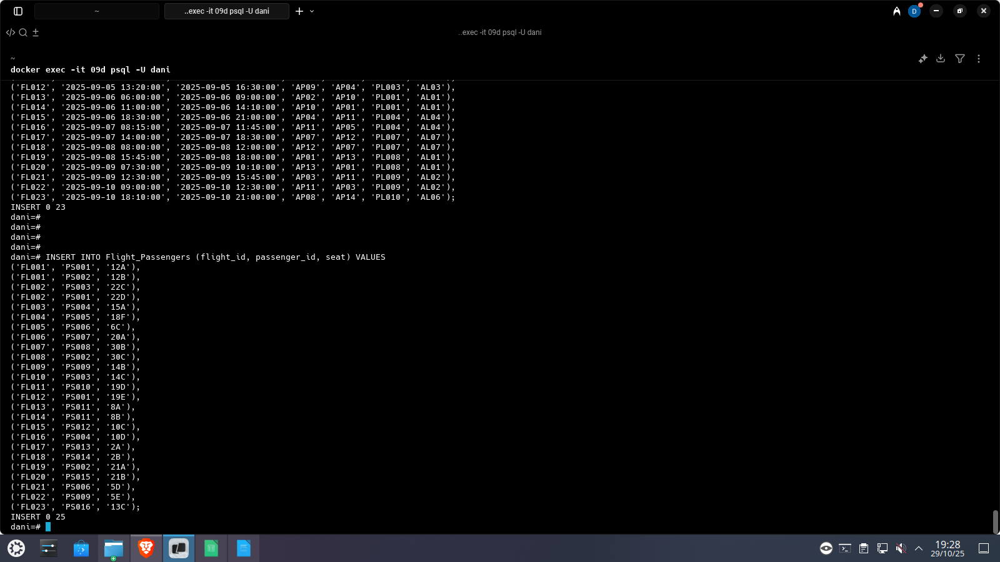 ~
..exec -it 09d psql -U dani
D
..exec -it 09d psql -U dani
~
docker exec -it 09d psql -U dani
('FL012', '2025-09-05 13:20:00', '2025-09-05 16:30:00', 'AP09', 'AP04', 'PL003', 'AL03'),
('FL013', '2025-09-06 06:00:00', '2025-09-06 09:00:00', 'AP02', 'AP10', 'PL001', 'AL01'),
('FL014', '2025-09-06 11:00:00', '2025-09-06 14:10:00', 'AP10', 'AP01', 'PL001', 'AL01'),
('FL015', '2025-09-06 18:30:00', '2025-09-06 21:00:00', 'AP04', 'AP11', 'PL004', 'AL04'),
('FL016', '2025-09-07 08:15:00', '2025-09-07 11:45:00', 'AP11', 'AP05', 'PL004', 'AL04'),
('FL017', '2025-09-07 14:00:00', '2025-09-07 18:30:00', 'AP07', 'AP12', 'PL007', 'AL07'),
('FL018', '2025-09-08 08:00:00', '2025-09-08 12:00:00', 'AP12', 'AP07', 'PL007', 'AL07'),
('FL019', '2025-09-08 15:45:00', '2025-09-08 18:00:00', 'AP01', 'AP13', 'PL008', 'AL01'),
('FL020', '2025-09-09 07:30:00', '2025-09-09 10:10:00', 'AP13', 'AP01', 'PL008', 'AL01'),
('FL021', '2025-09-09 12:30:00', '2025-09-09 15:45:00', 'AP03', 'AP11', 'PL009', 'AL02'),
('FL022', '2025-09-10 09:00:00', '2025-09-10 12:30:00', 'AP11', 'AP03', 'PL009', 'AL02'),
('FL023', '2025-09-10 18:10:00', '2025-09-10 21:00:00', 'AP08', 'AP14', 'PL010', 'AL06');
INSERT 0 23
dani=#
dani=#
dani=#
dani=#
dani=# INSERT INTO Flight_Passengers (flight_id, passenger_id, seat) VALUES
('FL001', 'PS001', '12A'),
('FL001', 'PS002', '12B'),
('FL002', 'PS003', '22C'),
('FL002', 'PS001', '22D'),
('FL003', 'PS004', '15A'),
('FL004', 'PS005', '18F'),
('FL005', 'PS006', '6C'),
('FL006', 'PS007', '20A'),
('FL007', 'PS008', '30B'),
('FL008', 'PS002', '30C'),
('FL009', 'PS009', '14B'),
('FL010', 'PS003', '14C'),
('FL011', 'PS010', '19D'),
('FL012', 'PS001', '19E'),
('FL013', 'PS011', '8A'),
('FL014', 'PS011', '8B'),
('FL015', 'PS012', '10C'),
('FL016', 'PS004', '10D'),
('FL017', 'PS013', '2A'),
('FL018', 'PS014', '2B'),
('FL019', 'PS002', '21A'),
('FL020', 'PS015', '21B'),
('FL021', 'PS006', '5D'),
('FL022', 'PS009', '5E'),
('FL023', 'PS016', '13C');
INSERT 0 25
dani=#
19:28
29/10/25